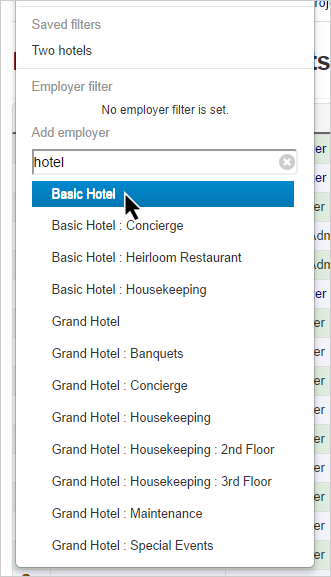 Saved filters
Two hotels
Employer filter
No employer filter is set.
Add employer
hotel
Basic Hotel
Basic Hotel : Concierge
Basic Hotel : Heirloom Restaurant
Basic Hotel : Housekeeping
Grand Hotel
Grand Hotel : Banquets
Grand Hotel : Concierge
Grand Hotel : Housekeeping
Grand Hotel : Housekeeping : 2nd Floor
Grand Hotel : Housekeeping : 3rd Floor
Grand Hotel : Maintenance
Grand Hotel : Special Events